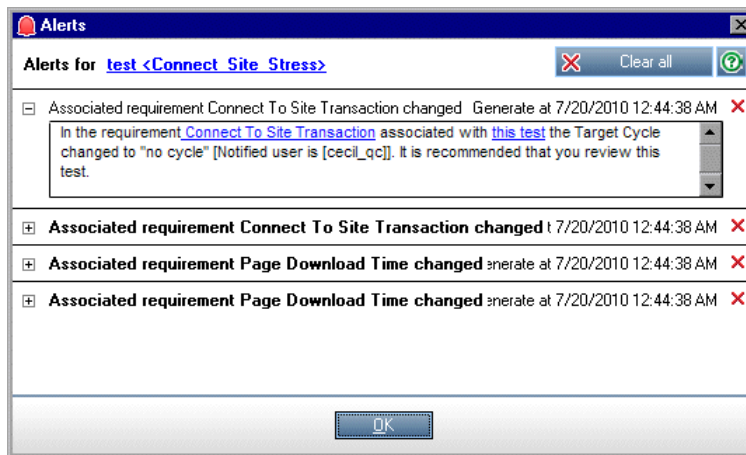 Alerts
Alerts for test <Connect_Site_Stress>
Clear all
Associated requirement Connect To Site Transaction changed Generate at 7/20/2010 12:44:38 AM
In the requirement Connect To Site Transaction associated with this test the Target Cycle
changed to "no cycle" [Notified user is [cecil_qc]]. It is recommended that you review this
test.
Associated requirement Connect To Site Transaction changed t 7/20/2010 12:44:38 AM
Associated requirement Page Download Time changed enerate at 7/20/2010 12:44:38 AM
Associated requirement Page Download Time changed enerate at 7/20/2010 12:44:38 AM
OK